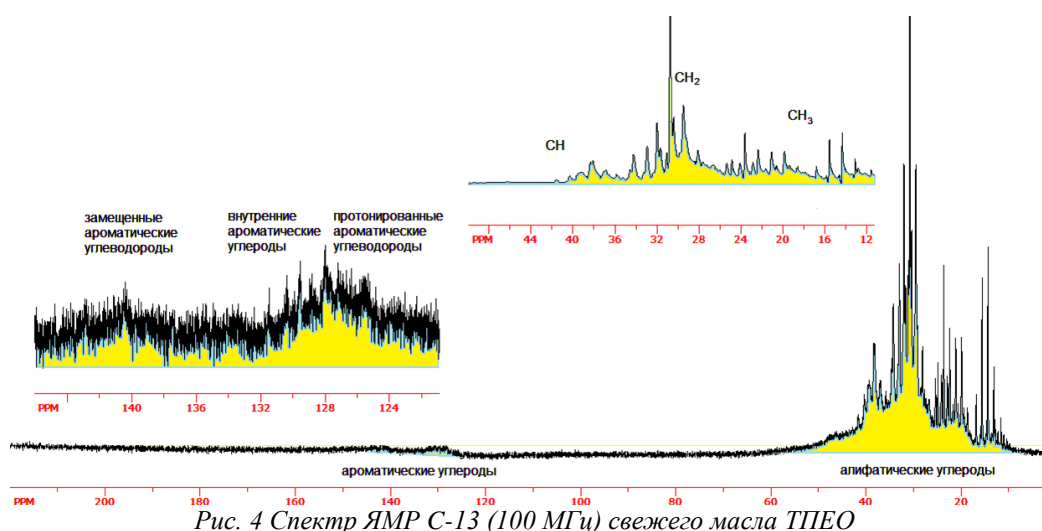 CH₂
CH₃
CH
PPM 44 40 36 32 28 24 20 16 12
замещенные
ароматические
углеводороды
внутренние
ароматические
углероды
протонированные
ароматические
углеводороды
PPM 140 136 132 128 124
ароматические углероды
алифатические углероды
PPM 200 180 160 140 120 100 80 60 40 20
Рис. 4 Спектр ЯМР С-13 (100 МГц) свежего масла ТПЕО